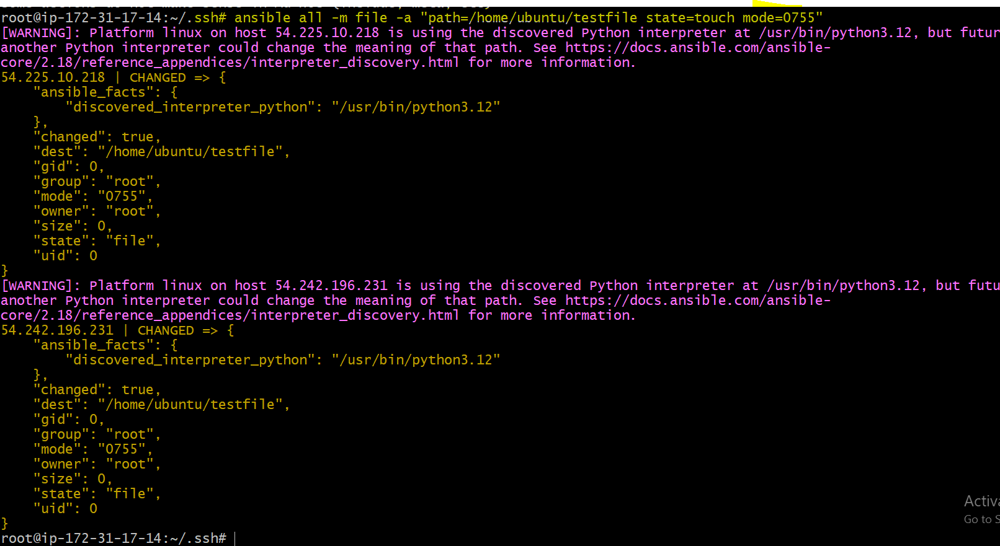 root@ip-172-31-17-14:~/.ssh# ansible all -m file -a "path=/home/ubuntu/testfile state=touch mode=0755"
[WARNING]: Platform linux on host 54.225.10.218 is using the discovered Python interpreter at /usr/bin/python3.12, but futur
another Python interpreter could change the meaning of that path. See https://docs.ansible.com/ansible-
core/2.18/reference_appendices/interpreter_discovery.html for more information.
54.225.10.218 | CHANGED => {
    "ansible_facts": {
        "discovered_interpreter_python": "/usr/bin/python3.12"
    },
    "changed": true,
    "dest": "/home/ubuntu/testfile",
    "gid": 0,
    "group": "root",
    "mode": "0755",
    "owner": "root",
    "size": 0,
    "state": "file",
    "uid": 0
}
[WARNING]: Platform linux on host 54.242.196.231 is using the discovered Python interpreter at /usr/bin/python3.12, but futu
another Python interpreter could change the meaning of that path. See https://docs.ansible.com/ansible-
core/2.18/reference_appendices/interpreter_discovery.html for more information.
54.242.196.231 | CHANGED => {
    "ansible_facts": {
        "discovered_interpreter_python": "/usr/bin/python3.12"
    },
    "changed": true,
    "dest": "/home/ubuntu/testfile",
    "gid": 0,
    "group": "root",
    "mode": "0755",
    "owner": "root",
    "size": 0,
    "state": "file",
    "uid": 0
}
root@ip-172-31-17-14:~/.ssh#
Activa
Go to S